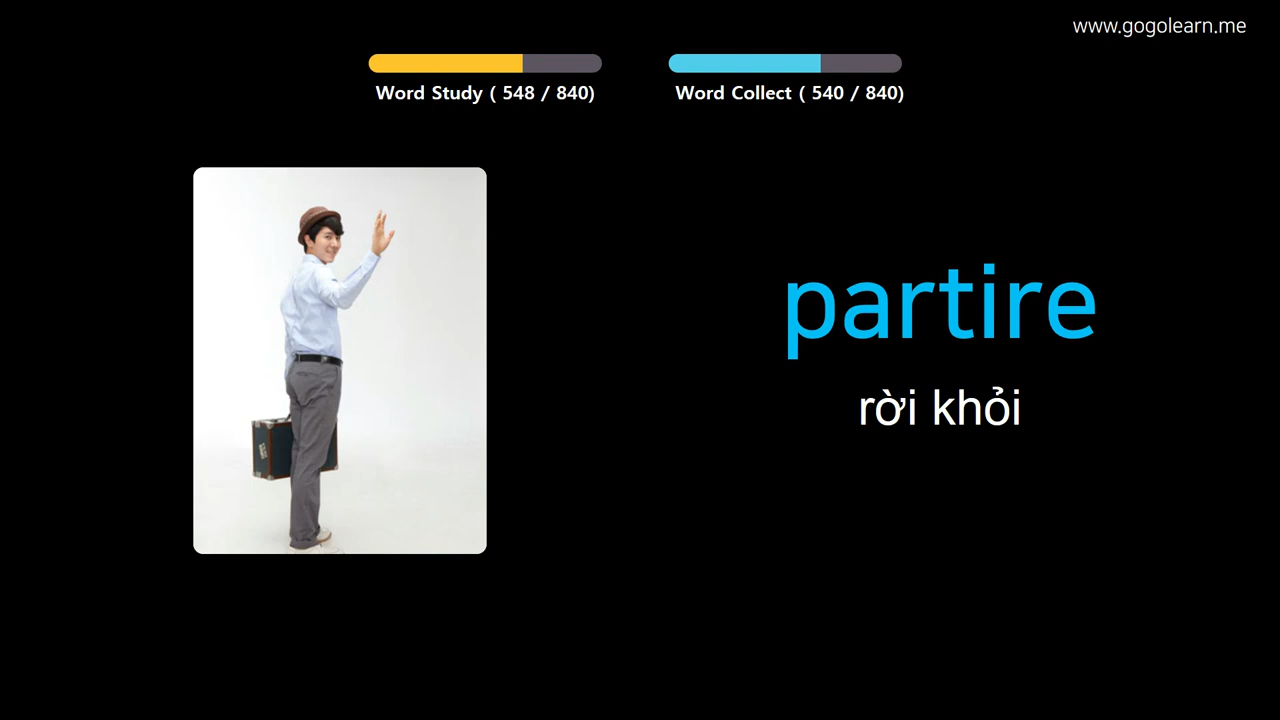 www.gogolearn.me
Word Study ( 548 / 840)
Word Collect ( 540 / 840)
partire
rời khỏi